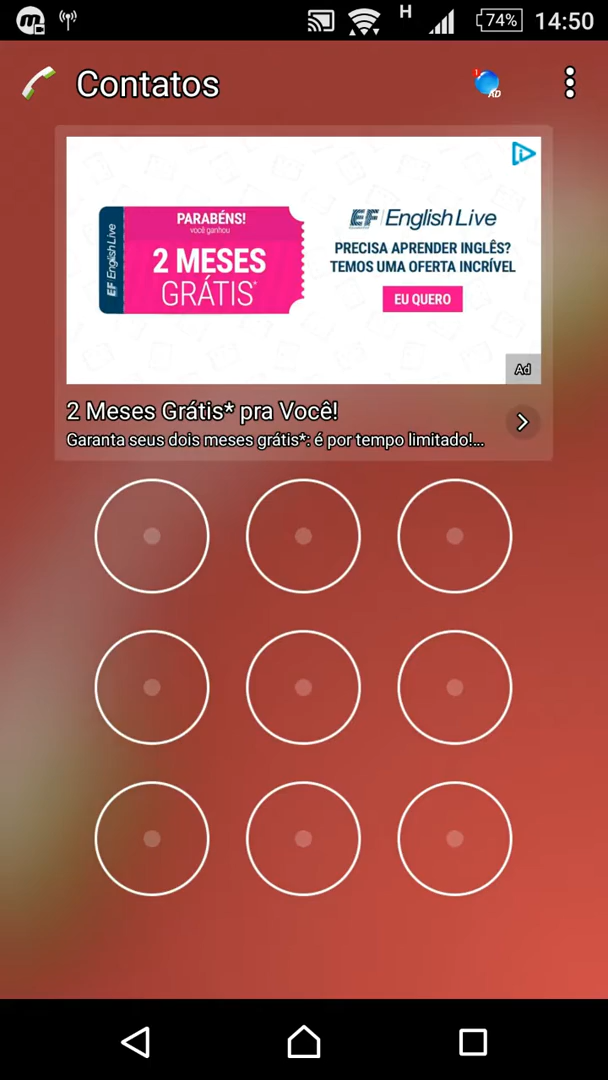 H 74% 14:50
Contatos
1
AD
PARABÉNS!
você ganhou
2 MESES
GRÁTIS*
EF English Live
EF English Live
PRECISA APRENDER INGLÊS?
TEMOS UMA OFERTA INCRÍVEL
EU QUERO
Ad
2 Meses Grátis* pra Você!
Garanta seus dois meses grátis*: é por tempo limitado!...